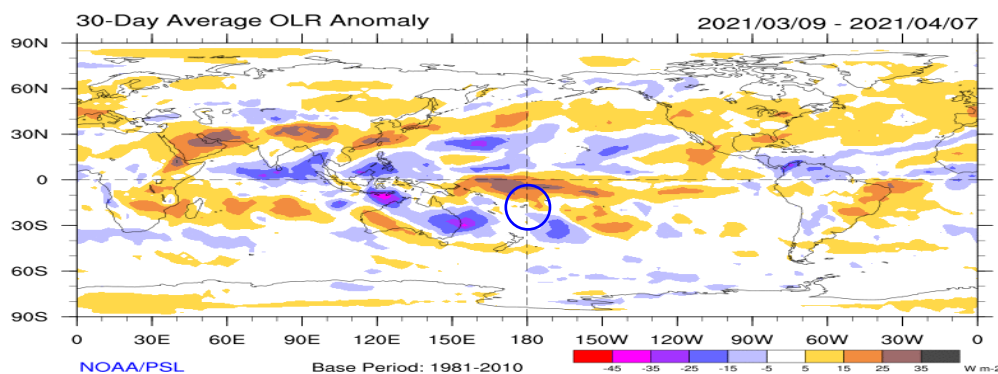 30-Day Average OLR Anomaly 2021/03/09 - 2021/04/07
90N
60N
30N
0
30S
60S
90S
0 30E 60E 90E 120E 150E 180 150W 120W 90W 60W 30W 0
NOAA/PSL Base Period: 1981-2010
-45 -35 -25 -15 -5 5 15 25 35 W m-2